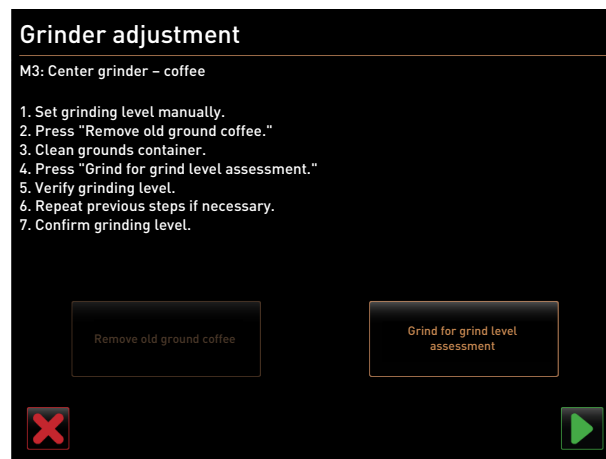 Grinder adjustment
M3: Center grinder – coffee
1. Set grinding level manually.
2. Press "Remove old ground coffee."
3. Clean grounds container.
4. Press "Grind for grind level assessment."
5. Verify grinding level.
6. Repeat previous steps if necessary.
7. Confirm grinding level.
Remove old ground coffee
Grind for grind level
assessment